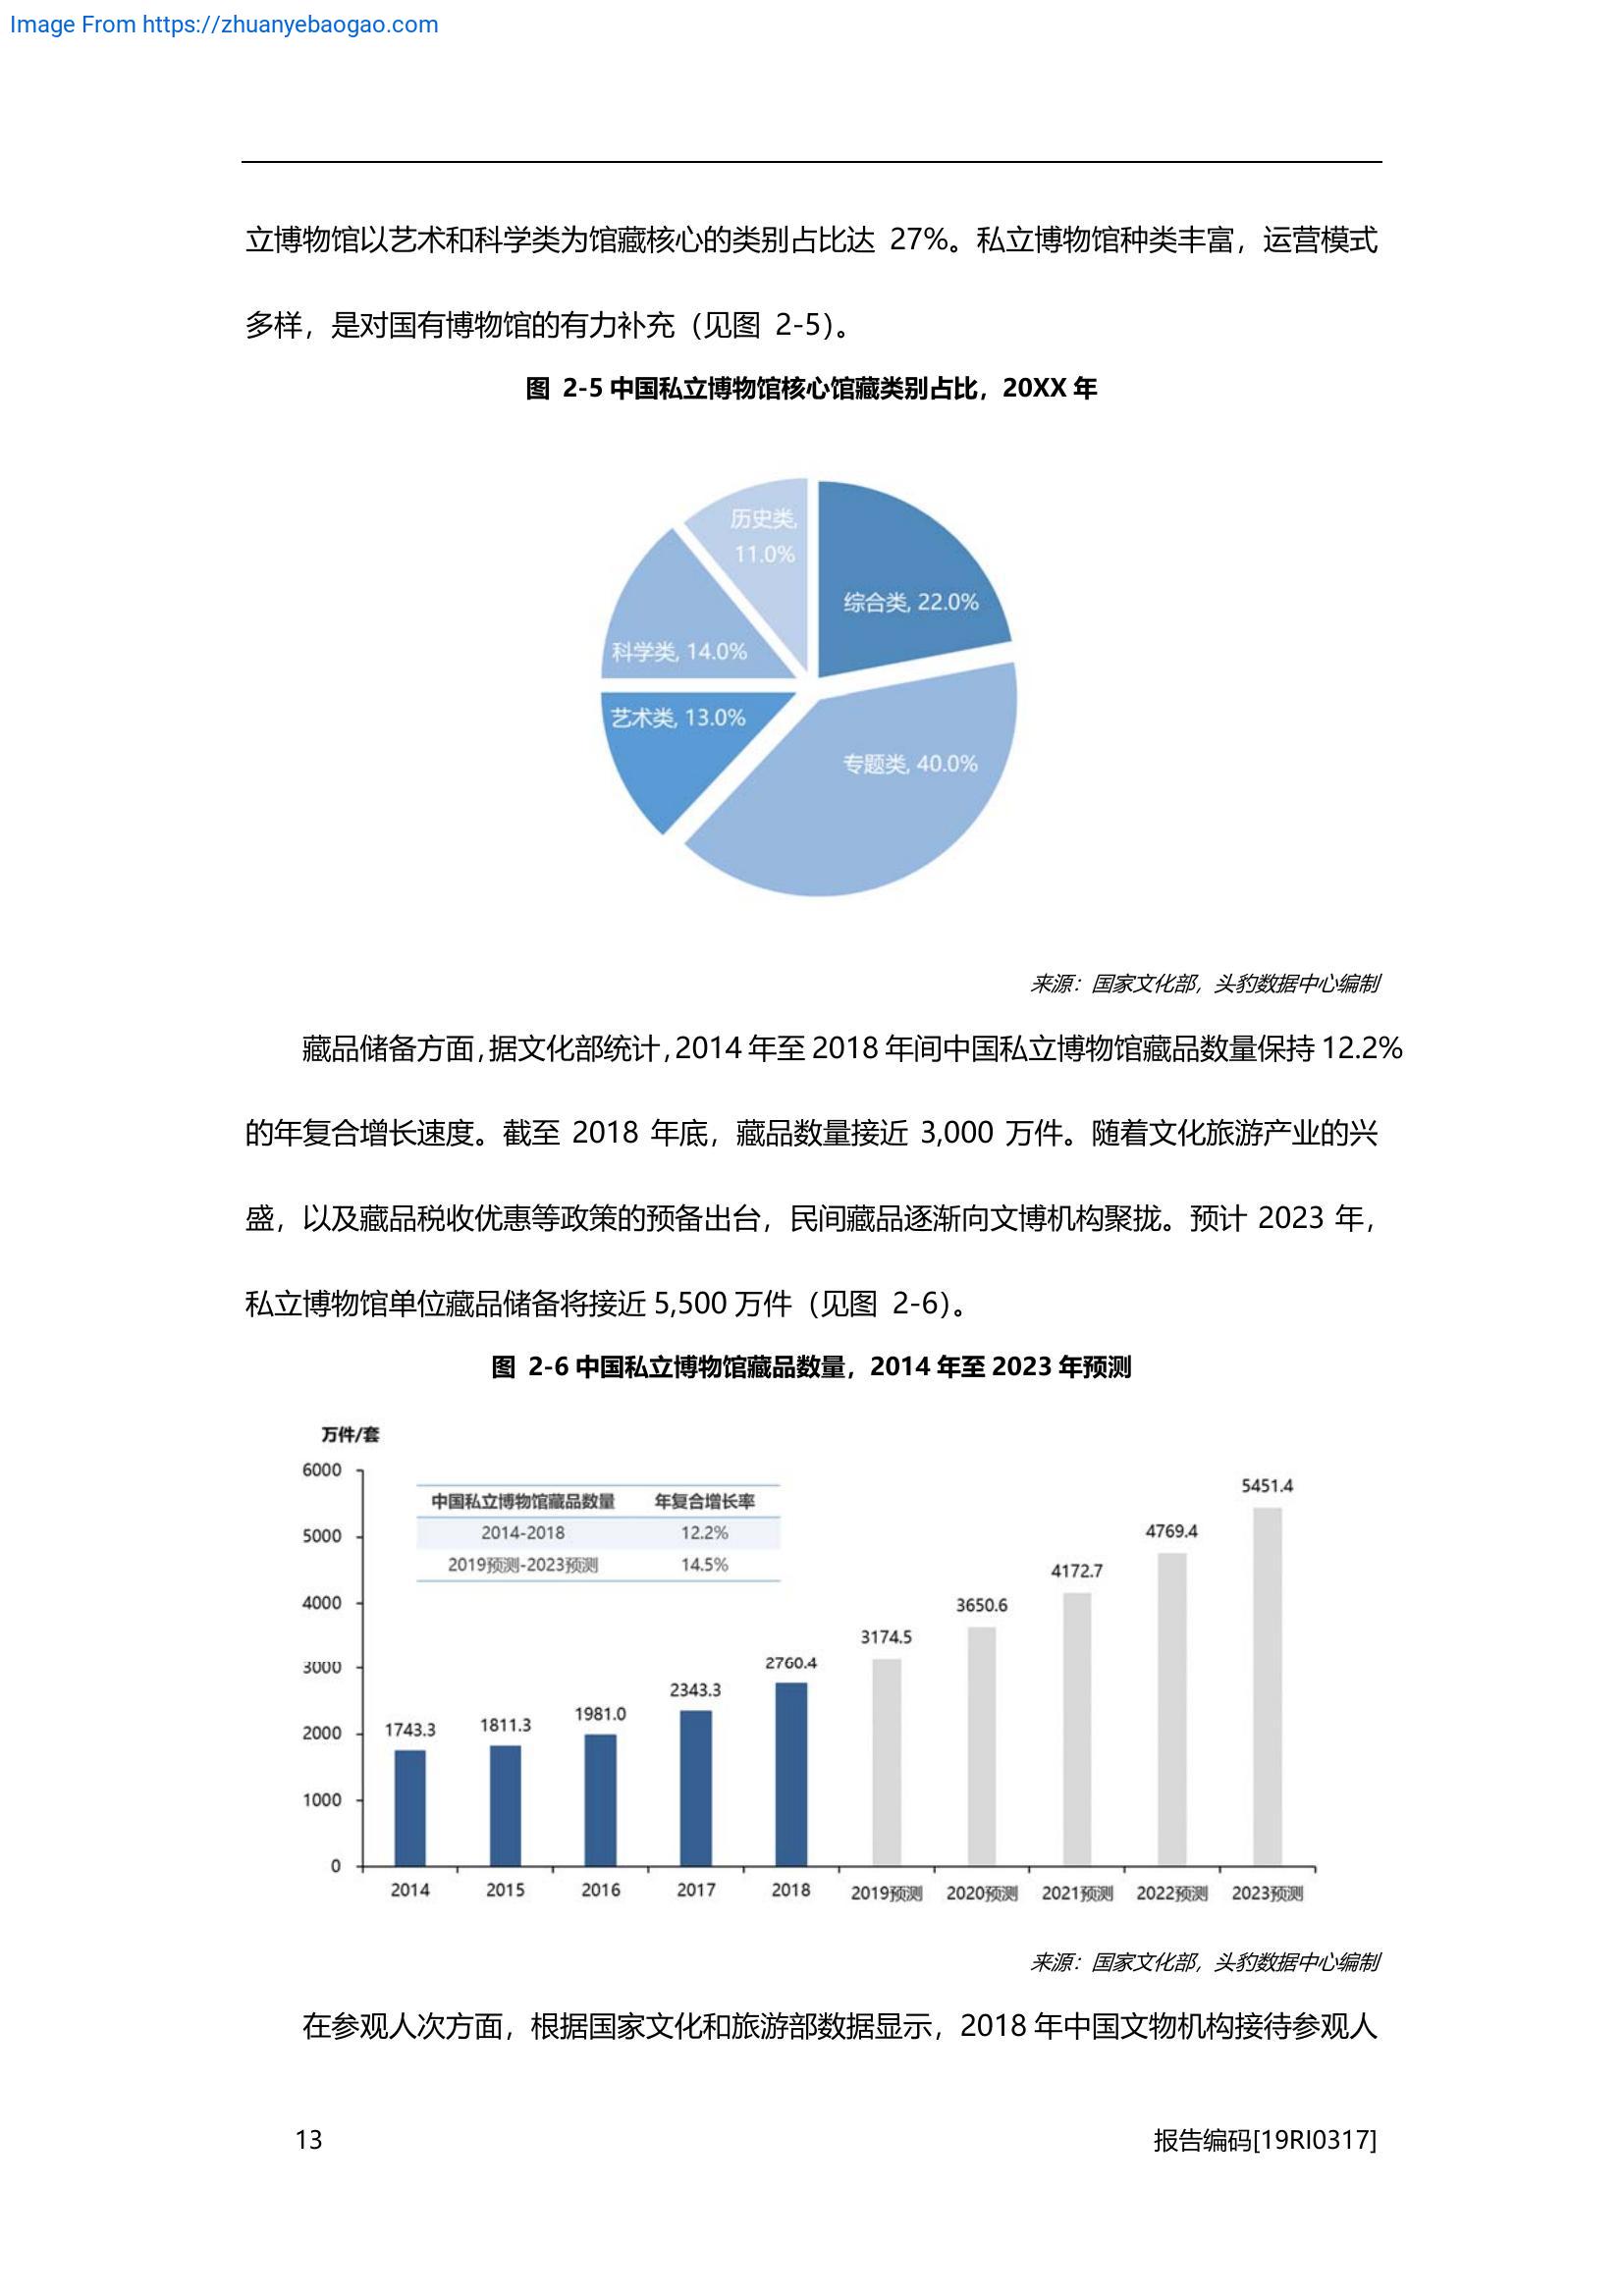 Image From https://zhuanyebaogao.com
立博物馆以艺术和科学类为馆藏核心的类别占比达 27%。私立博物馆种类丰富，运营模式
多样，是对国有博物馆的有力补充（见图 2-5）。
图 2-5 中国私立博物馆核心馆藏类别占比，20XX 年
历史类,
11.0%
综合类, 22.0%
科学类, 14.0%
艺术类, 13.0%
专题类, 40.0%
来源：国家文化部，头豹数据中心编制
藏品储备方面，据文化部统计，2014 年至 2018 年间中国私立博物馆藏品数量保持 12.2%
的年复合增长速度。截至 2018 年底，藏品数量接近 3,000 万件。随着文化旅游产业的兴
盛，以及藏品税收优惠等政策的预备出台，民间藏品逐渐向文博机构聚拢。预计 2023 年，
私立博物馆单位藏品储备将接近 5,500 万件（见图 2-6）。
图 2-6 中国私立博物馆藏品数量，2014 年至 2023 年预测
万件/套
中国私立博物馆藏品数量 年复合增长率
2014-2018 12.2%
2019预测-2023预测 14.5%
6000
5000
4000
3000
2000
1000
0
1743.3
1811.3
1981.0
2343.3
2760.4
3174.5
3650.6
4172.7
4769.4
5451.4
2014 2015 2016 2017 2018 2019预测 2020预测 2021预测 2022预测 2023预测
来源：国家文化部，头豹数据中心编制
在参观人次方面，根据国家文化和旅游部数据显示，2018 年中国文物机构接待参观人
13 报告编码[19RI0317]